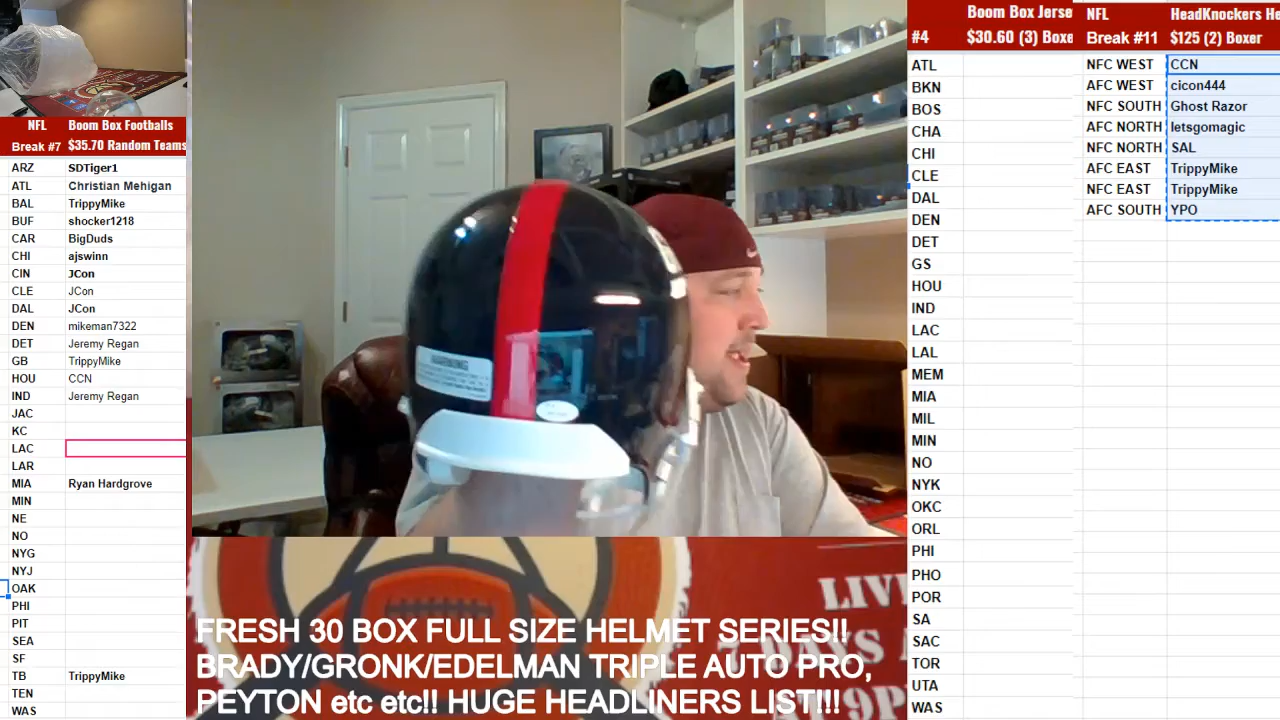 NFL Boom Box Footballs
Break #7 $35.70 Random Teams
ARZ SDTiger1
ATL Christian Mehigan
BAL TrippyMike
BUF shocker1218
CAR BigDuds
CHI ajswinn
CIN JCon
CLE JCon
DAL JCon
DEN mikeman7322
DET Jeremy Regan
GB TrippyMike
HOU CCN
IND Jeremy Regan
JAC
KC
LAC
LAR
MIA Ryan Hardgrove
MIN
NE
NO
NYG
NYJ
OAK
PHI
PIT
SEA
SF
TB TrippyMike
TEN
WAS
WARNING
LIV
7 DAYS A
AT 9P
FRESH 30 BOX FULL SIZE HELMET SERIES!!
BRADY/GRONK/EDELMAN TRIPLE AUTO PRO,
PEYTON etc etc!! HUGE HEADLINERS LIST!!!
Boom Box Jerse
#4 $30.60 (3) Boxe
ATL
BKN
BOS
CHA
CHI
CLE
DAL
DEN
DET
GS
HOU
IND
LAC
LAL
MEM
MIA
MIL
MIN
NO
NYK
OKC
ORL
PHI
PHO
POR
SA
SAC
TOR
UTA
WAS
NFL HeadKnockers He
Break #11 $125 (2) Boxer
NFC WEST CCN
AFC WEST cicon444
NFC SOUTH Ghost Razor
AFC NORTH letsgomagic
NFC NORTH SAL
AFC EAST TrippyMike
NFC EAST TrippyMike
AFC SOUTH YPO